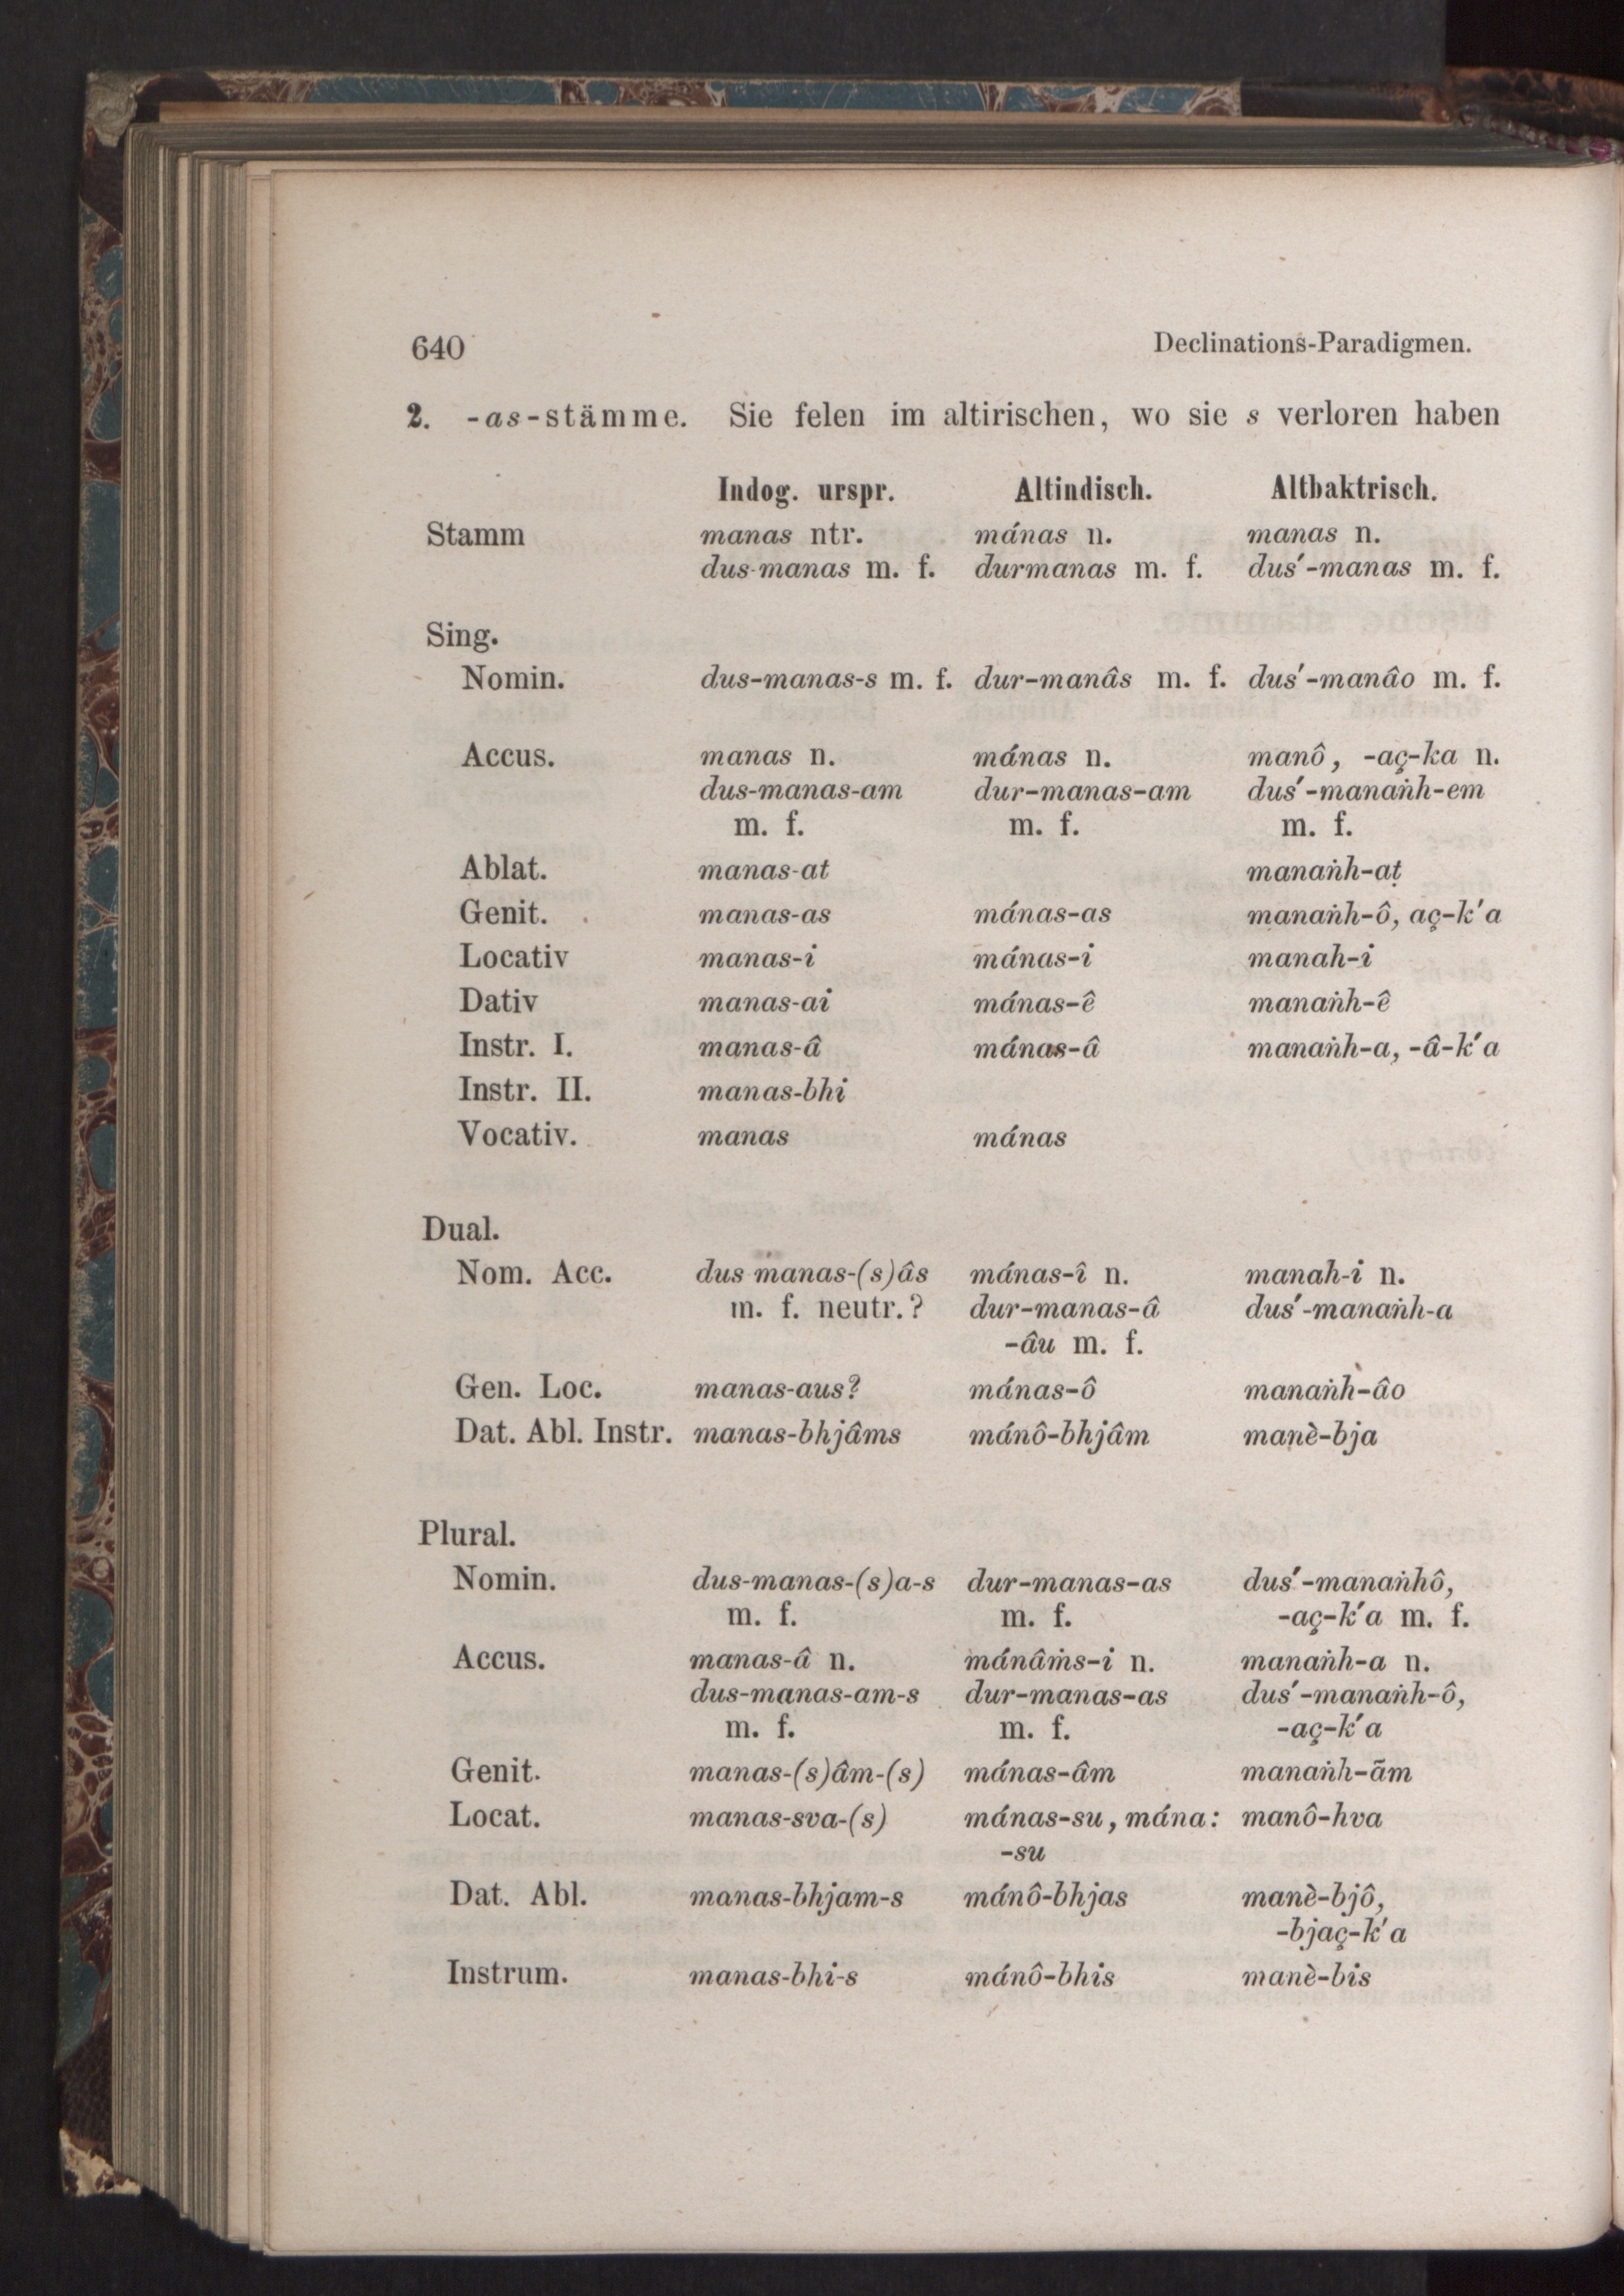 640 Declinations-Paradigmen.
2. -as-stämme. Sie felen im altirischen, wo sie s verloren haben
Indog. urspr. Altindisch. Altbaktrisch.
Stamm manas ntr. mánas n. manas n.
dus-manas m. f. durmanas m. f. duś-manas m. f.
Sing.
Nomin. dus-manas-s m. f. dur-manâs m. f. duś-manâo m. f.
Accus. manas n. mánas n. manô, -aç-ka n.
dus-manas-am dur-manas-am duś-manaṅh-em
m. f. m. f. m. f.
Ablat. manas-at manaṅh-aṭ
Genit. manas-as mánas-as manaṅh-ô, aç-k'a
Locativ manas-i mánas-i manah-i
Dativ manas-ai mánas-ê manaṅh-ê
Instr. I. manas-â mánas-â manaṅh-a, -â-k'a
Instr. II. manas-bhi
Vocativ. manas mánas
Dual.
Nom. Acc. dus manas-(s)âs mánas-î n. manah-i n.
m. f. neutr.? dur-manas-â duś-manaṅh-a
-âu m. f.
Gen. Loc. manas-aus? mánas-ô manaṅh-âo
Dat. Abl. Instr. manas-bhjâms mánô-bhjâm manè-bja
Plural.
Nomin. dus-manas-(s)a-s dur-manas-as duś-manaṅhô,
m. f. m. f. -aç-k'a m. f.
Accus. manas-â n. mánâṁs-i n. manaṅh-a n.
dus-manas-am-s dur-manas-as duś-manaṅh-ô,
m. f. m. f. -aç-k'a
Genit. manas-(s)âm-(s) mánas-âm manaṅh-ãm
Locat. manas-sva-(s) mánas-su, mána: manô-hva
-su
Dat. Abl. manas-bhjam-s mánô-bhjas manè-bjô,
-bjaç-k'a
Instrum. manas-bhi-s mánô-bhis manè-bis